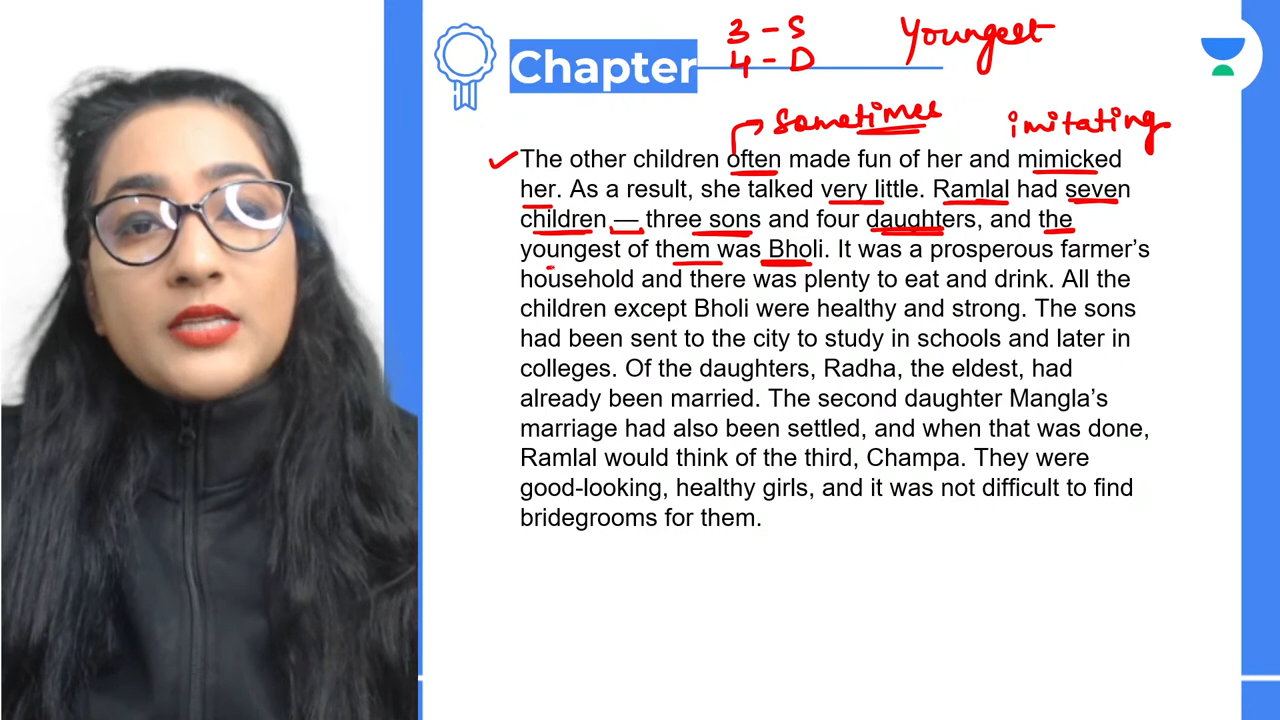 3 - S
4 - D
Youngest
Chapter
sometimes
imitating
The other children often made fun of her and mimicked
her. As a result, she talked very little. Ramlal had seven
children — three sons and four daughters, and the
youngest of them was Bholi. It was a prosperous farmer’s
household and there was plenty to eat and drink. All the
children except Bholi were healthy and strong. The sons
had been sent to the city to study in schools and later in
colleges. Of the daughters, Radha, the eldest, had
already been married. The second daughter Mangla’s
marriage had also been settled, and when that was done,
Ramlal would think of the third, Champa. They were
good-looking, healthy girls, and it was not difficult to find
bridegrooms for them.